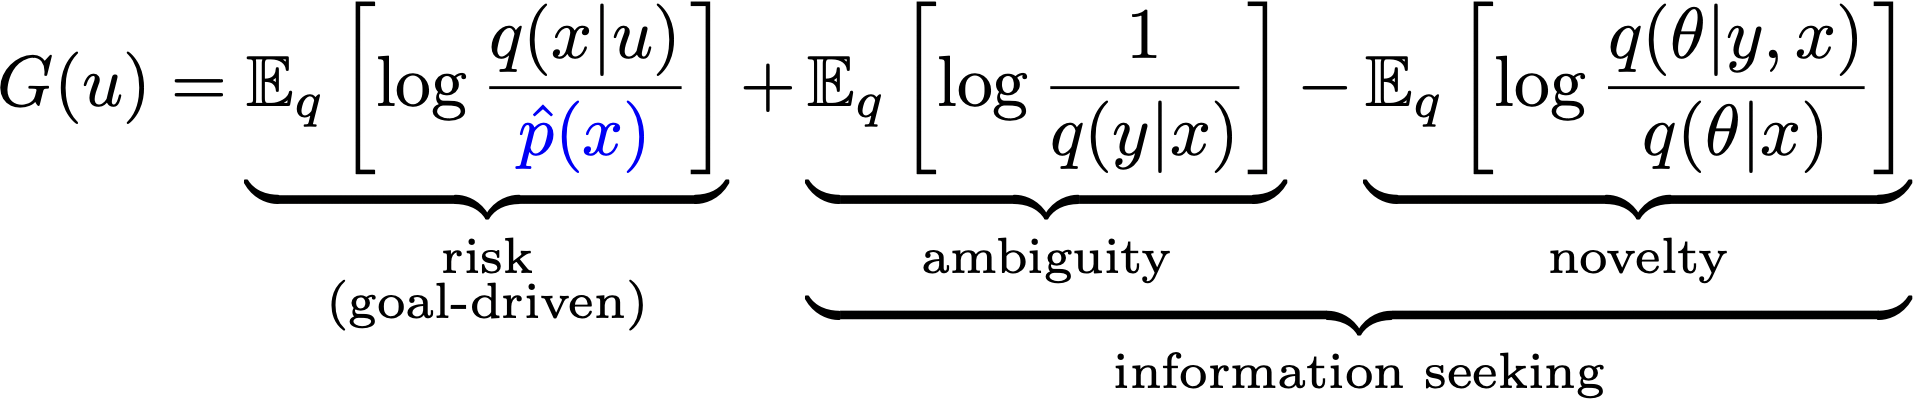 G(u) = 𝔼_q [log q(x|u) / p̂(x)] + 𝔼_q [log 1 / q(y|x)] − 𝔼_q [log q(θ|y, x) / q(θ|x)]
risk ambiguity novelty
(goal-driven)
information seeking